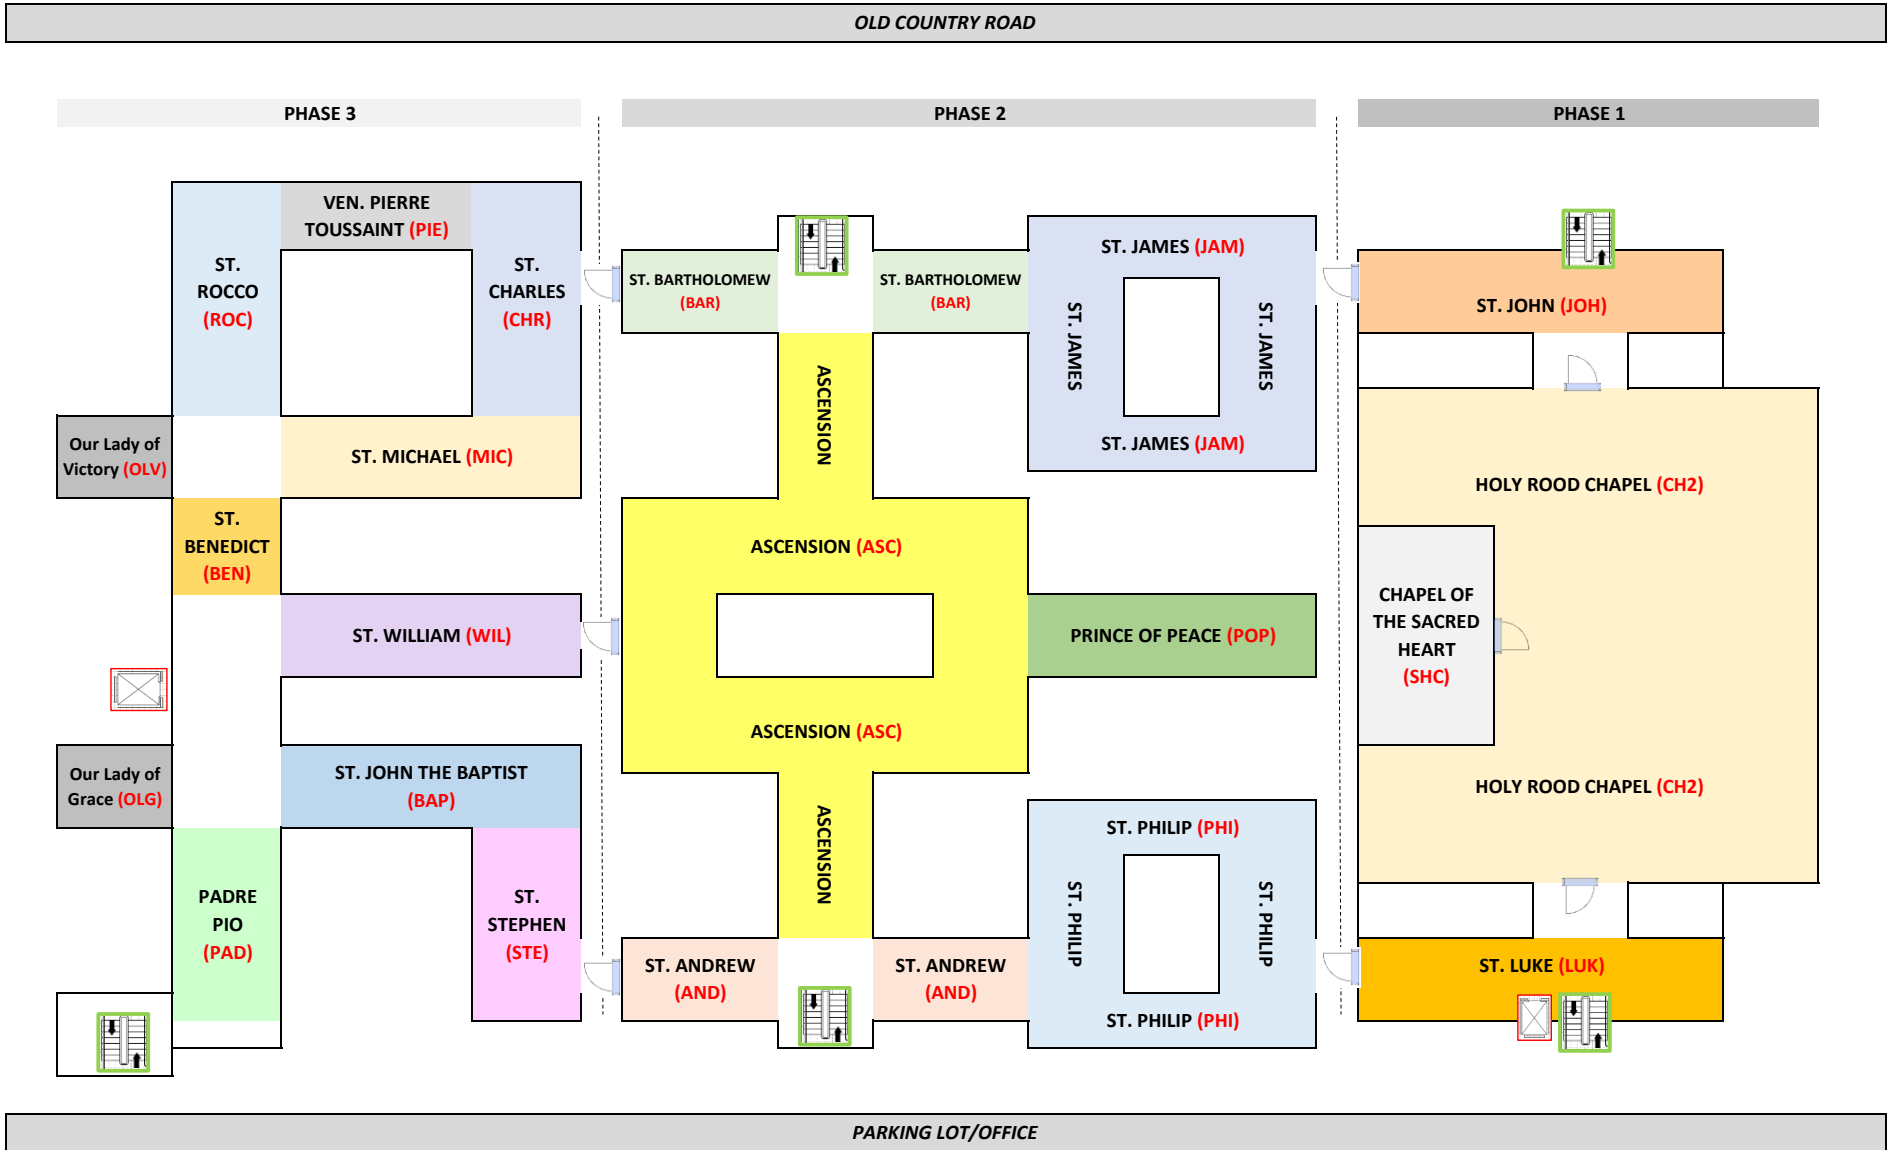 OLD COUNTRY ROAD
PHASE 3
PHASE 2
PHASE 1
VEN. PIERRE
TOUSSAINT (PIE)
ST.
ROCCO
(ROC)
ST.
CHARLES
(CHR)
Our Lady of
Victory (OLV)
ST. MICHAEL (MIC)
ST.
BENEDICT
(BEN)
ST. WILLIAM (WIL)
Our Lady of
Grace (OLG)
ST. JOHN THE BAPTIST
(BAP)
PADRE
PIO
(PAD)
ST.
STEPHEN
(STE)
ST. BARTHOLOMEW
(BAR)
ST. BARTHOLOMEW
(BAR)
ST. JAMES (JAM)
ST. JAMES
ST. JAMES
ST. JAMES (JAM)
ASCENSION
ASCENSION (ASC)
PRINCE OF PEACE (POP)
ASCENSION (ASC)
ASCENSION
ST. PHILIP (PHI)
ST. PHILIP
ST. PHILIP
ST. PHILIP (PHI)
ST. ANDREW
(AND)
ST. ANDREW
(AND)
ST. JOHN (JOH)
HOLY ROOD CHAPEL (CH2)
CHAPEL OF
THE SACRED
HEART
(SHC)
HOLY ROOD CHAPEL (CH2)
ST. LUKE (LUK)
PARKING LOT/OFFICE